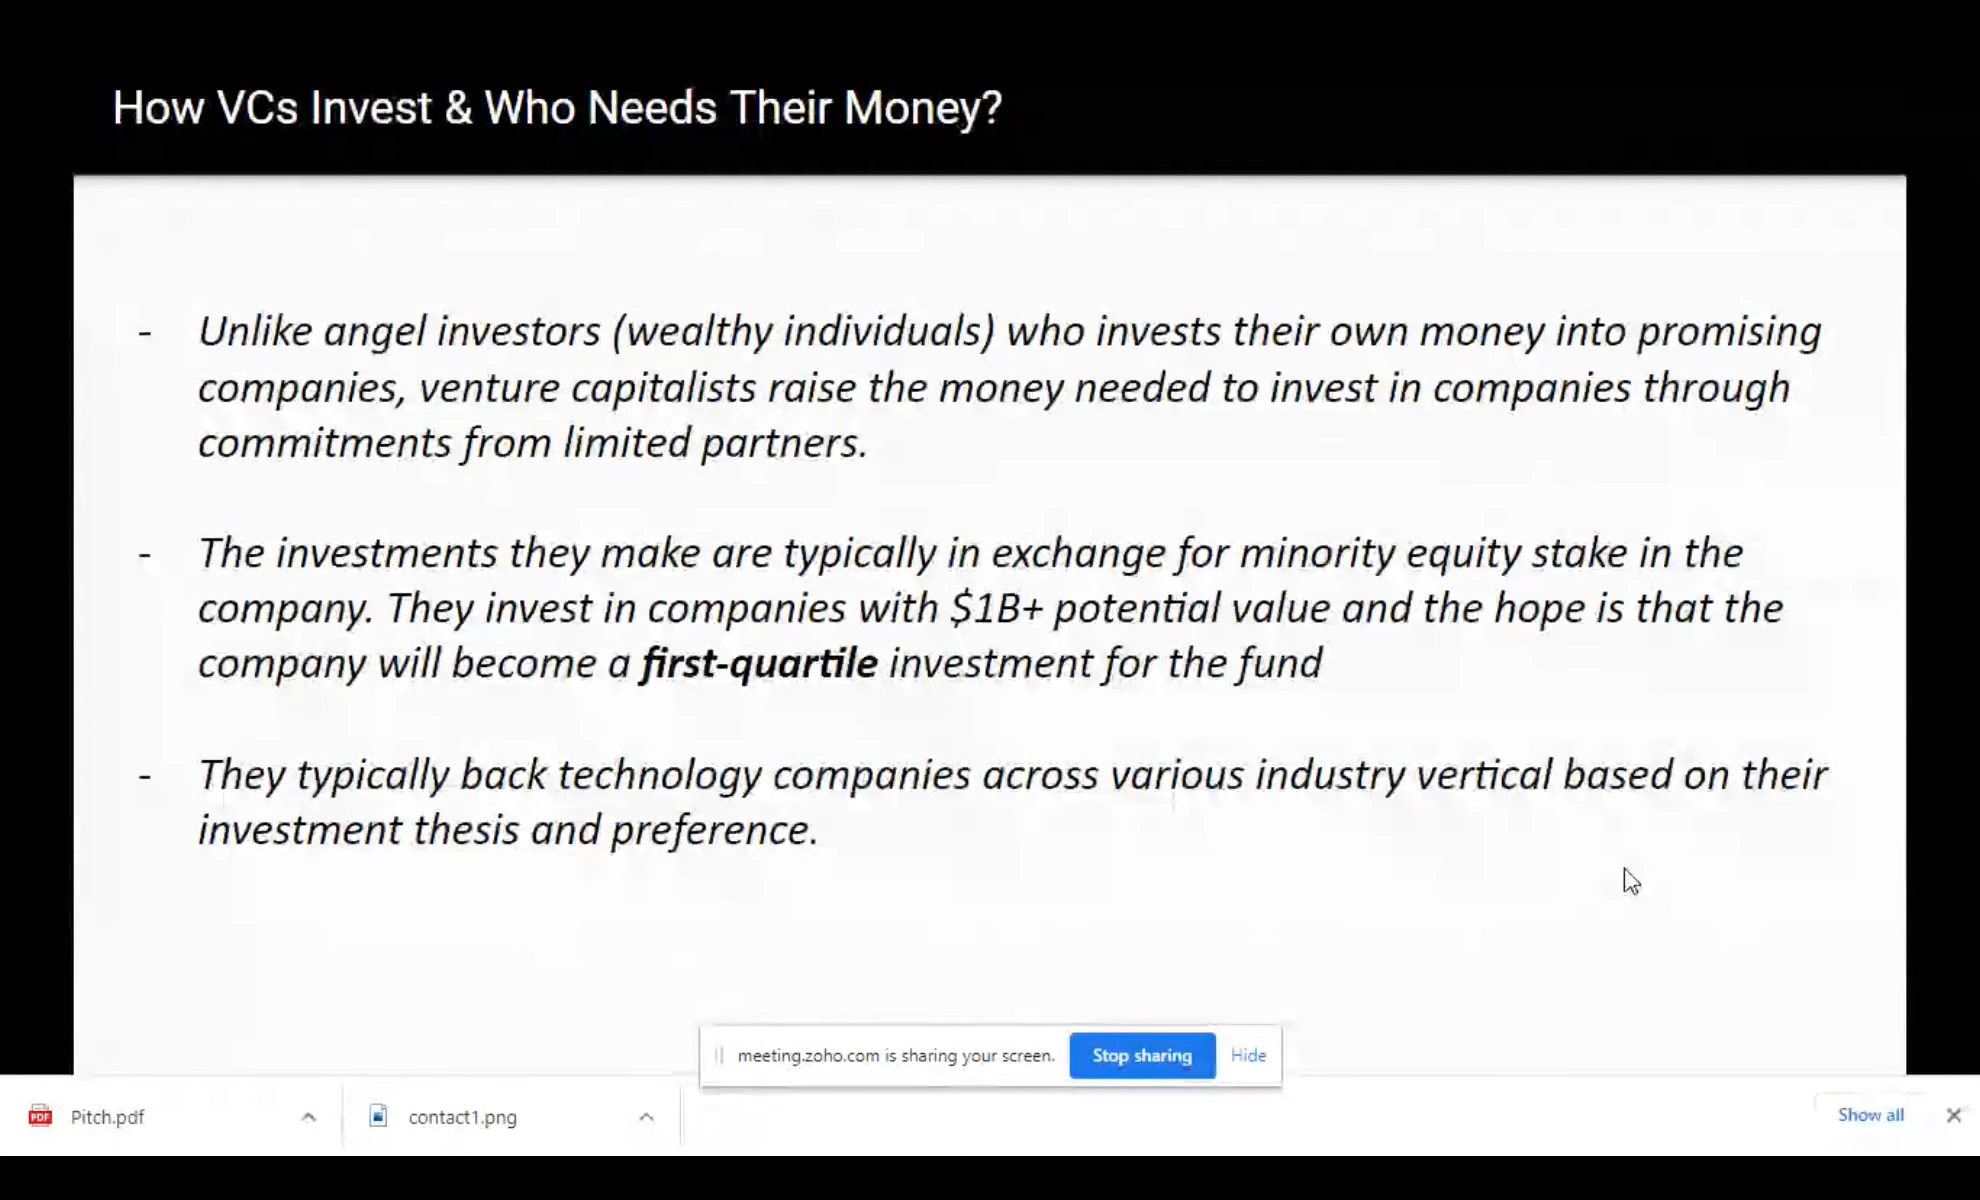 How VCs Invest & Who Needs Their Money?
- Unlike angel investors (wealthy individuals) who invests their own money into promising
companies, venture capitalists raise the money needed to invest in companies through
commitments from limited partners.
- The investments they make are typically in exchange for minority equity stake in the
company. They invest in companies with $1B+ potential value and the hope is that the
company will become a first-quartile investment for the fund
- They typically back technology companies across various industry vertical based on their
investment thesis and preference.
meeting.zoho.com is sharing your screen. Stop sharing Hide
PDF Pitch.pdf contact1.png Show all